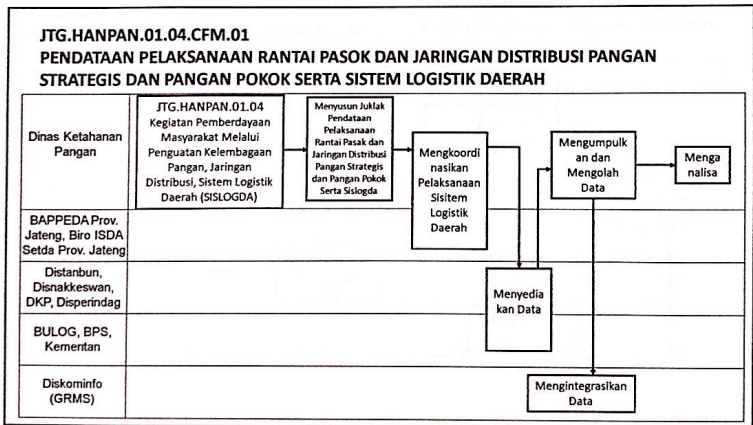 JTG.HANPAN.01.04.CFM.01
PENDATAAN PELAKSANAAN RANTAI PASOK DAN JARINGAN DISTRIBUSI PANGAN
STRATEGIS DAN PANGAN POKOK SERTA SISTEM LOGISTIK DAERAH
Dinas Ketahanan
Pangan
JTG.HANPAN.01.04
Kegiatan Pemberdayaan
Masyarakat Melalui
Penguatan Kelembagaan
Pangan, Jaringan
Distribusi, Sistem Logistik
Daerah (SISLOGDA)
Menyusun Juklak
Pendataan
Pelaksanaan
Rantai Pasak dan
Jaringan Distribusi
Pangan Strategis
dan Pangan Pokok
Serta Sislogda
Mengkoordi
nasikan
Pelaksanaan
Sisitem
Logistik
Daerah
Mengumpulk
an dan
Mengolah
Data
Menga
nalisa
BAPPEDA Prov.
Jateng, Biro ISDA
Setda Prov. Jateng
Distanbun,
Disnakkeswan,
DKP, Disperindag
Menyedia
kan Data
BULOG, BPS,
Kementan
Diskominfo
(GRMS)
Mengintegrasikan
Data